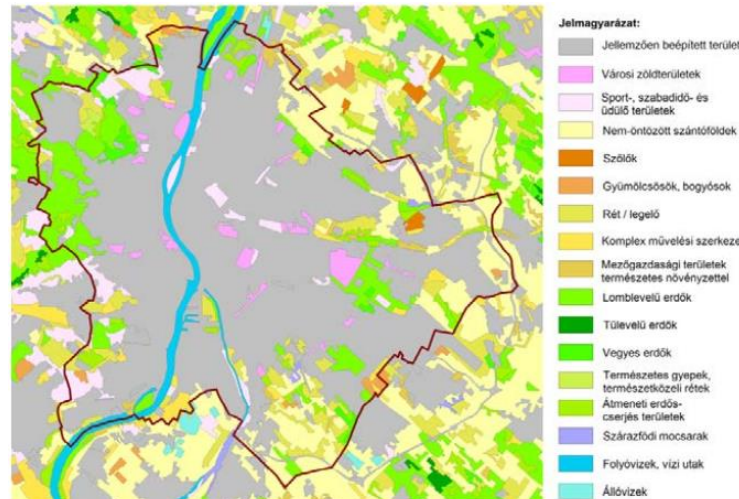 Jelmagyarázat:
Jellemzően beépített terület
Városi zöldterületek
Sport-, szabadidő- és
üdülő területek
Nem-öntözött szántóföldek
Szőlők
Gyümölcsösök, bogyósok
Rét / legelő
Komplex művelési szerkeze
Mezőgazdasági területek
természetes növényzettel
Lomblevelű erdők
Tűlevelű erdők
Vegyes erdők
Természetes gyepek,
természetközeli rétek
Átmeneti erdős-
cserjés területek
Szárazfödi mocsarak
Folyóvizek, vízi utak
Állóvizek